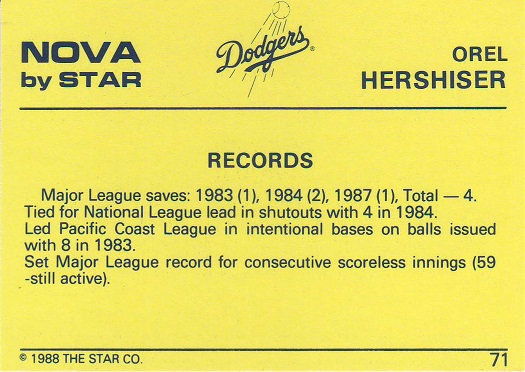 NOVA
by STAR
Dodgers®
OREL
HERSHISER
RECORDS
Major League saves: 1983 (1), 1984 (2), 1987 (1), Total — 4.
Tied for National League lead in shutouts with 4 in 1984.
Led Pacific Coast League in intentional bases on balls issued
with 8 in 1983.
Set Major League record for consecutive scoreless innings (59
-still active).
© 1988 THE STAR CO.
71